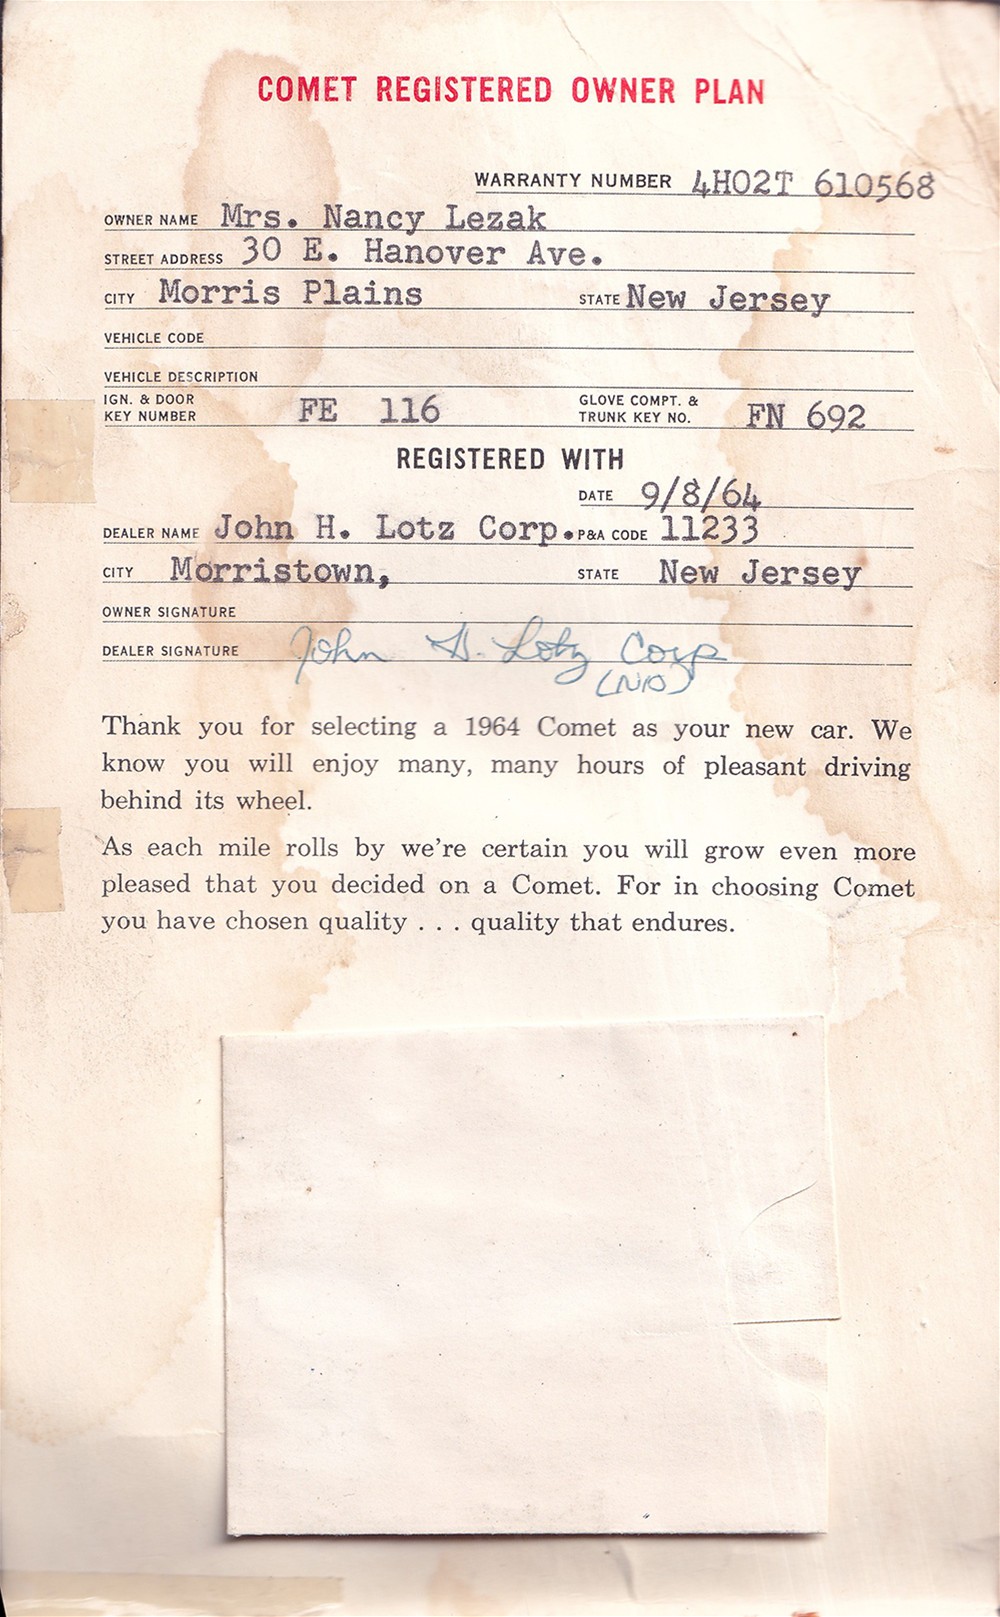 COMET REGISTERED OWNER PLAN
WARRANTY NUMBER 4H02T 610568
OWNER NAME Mrs. Nancy Lezak
STREET ADDRESS 30 E. Hanover Ave.
CITY Morris Plains STATE New Jersey
VEHICLE CODE
VEHICLE DESCRIPTION
IGN. & DOOR KEY NUMBER FE 116 GLOVE COMPT. & TRUNK KEY NO. FN 692
REGISTERED WITH
DATE 9/8/64
DEALER NAME John H. Lotz Corp. P&A CODE 11233
CITY Morristown, STATE New Jersey
OWNER SIGNATURE
DEALER SIGNATURE John H. Lotz Corp
Thank you for selecting a 1964 Comet as your new car. We
know you will enjoy many, many hours of pleasant driving
behind its wheel.
As each mile rolls by we're certain you will grow even more
pleased that you decided on a Comet. For in choosing Comet
you have chosen quality . . . quality that endures.